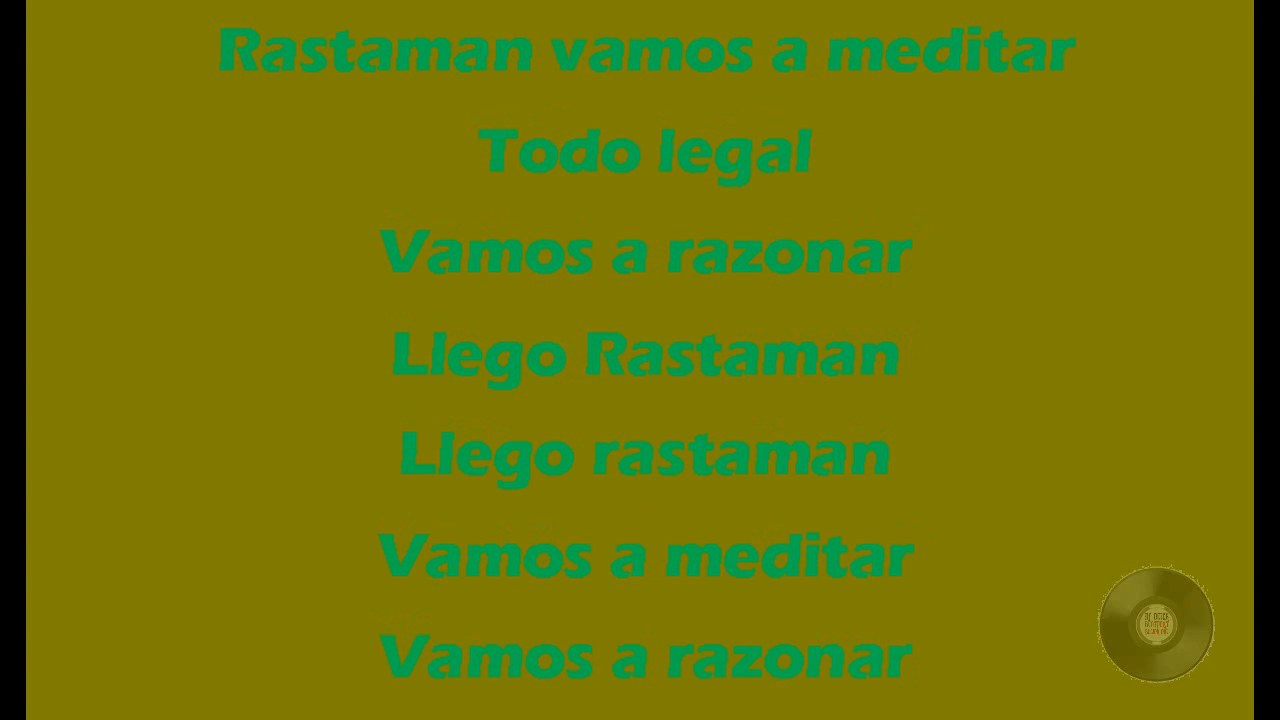 Rastaman vamos a meditar
Todo legal
Vamos a razonar
Llego Rastaman
Llego rastaman
Vamos a meditar
Vamos a razonar